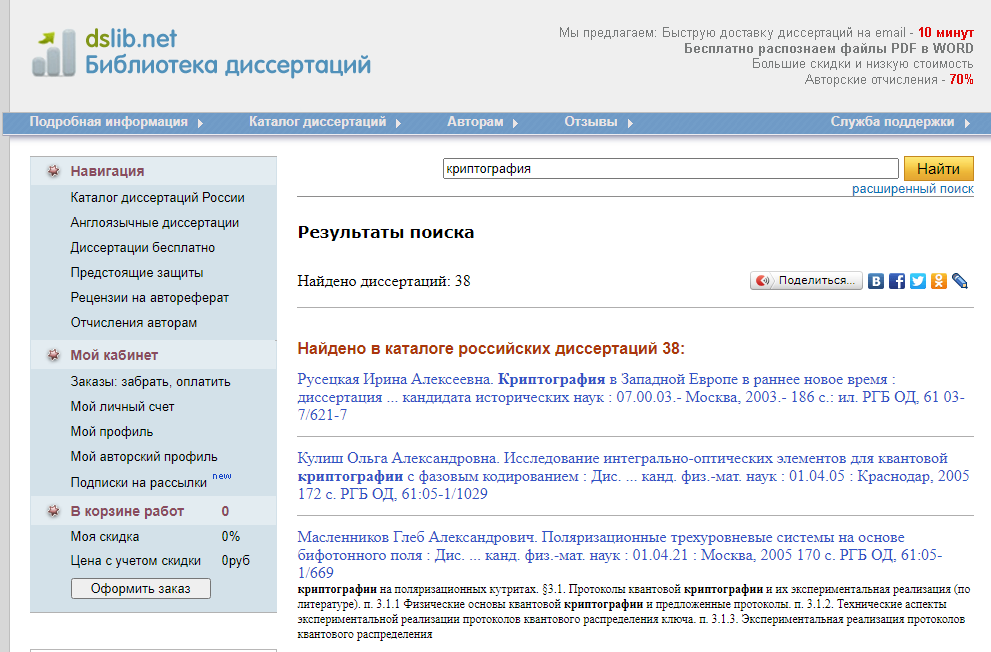 dslib.net
Библиотека диссертаций
Мы предлагаем: Быструю доставку диссертаций на email - 10 минут
Бесплатно распознаем файлы PDF в WORD
Большие скидки и низкую стоимость
Авторские отчисления - 70%
Подробная информация Каталог диссертаций Авторам Отзывы Служба поддержки
Навигация
Каталог диссертаций России
Англоязычные диссертации
Диссертации бесплатно
Предстоящие защиты
Рецензии на автореферат
Отчисления авторам
Мой кабинет
Заказы: забрать, оплатить
Мой личный счет
Мой профиль
Мой авторский профиль
Подписки на рассылки new
В корзине работ 0
Моя скидка 0%
Цена с учетом скидки 0руб
Оформить заказ
криптография Найти
расширенный поиск
Результаты поиска
Найдено диссертаций: 38 Поделиться...
Найдено в каталоге российских диссертаций 38:
Русецкая Ирина Алексеевна. Криптография в Западной Европе в раннее новое время :
диссертация ... кандидата исторических наук : 07.00.03.- Москва, 2003.- 186 с.: ил. РГБ ОД, 61 03-
7/621-7
Кулиш Ольга Александровна. Исследование интегрально-оптических элементов для квантовой
криптографии с фазовым кодированием : Дис. ... канд. физ.-мат. наук : 01.04.05 : Краснодар, 2005
172 c. РГБ ОД, 61:05-1/1029
Масленников Глеб Александрович. Поляризационные трехуровневые системы на основе
бифотонного поля : Дис. ... канд. физ.-мат. наук : 01.04.21 : Москва, 2005 170 c. РГБ ОД, 61:05-
1/669
криптографии на поляризационных кутритах. §3.1. Протоколы квантовой криптографии и их экспериментальная реализация (по
литературе). п. 3.1.1 Физические основы квантовой криптографии и предложенные протоколы. п. 3.1.2. Технические аспекты
экспериментальной реализации протоколов квантового распределения ключа. п. 3.1.3. Экспериментальная реализация протоколов
квантового распределения